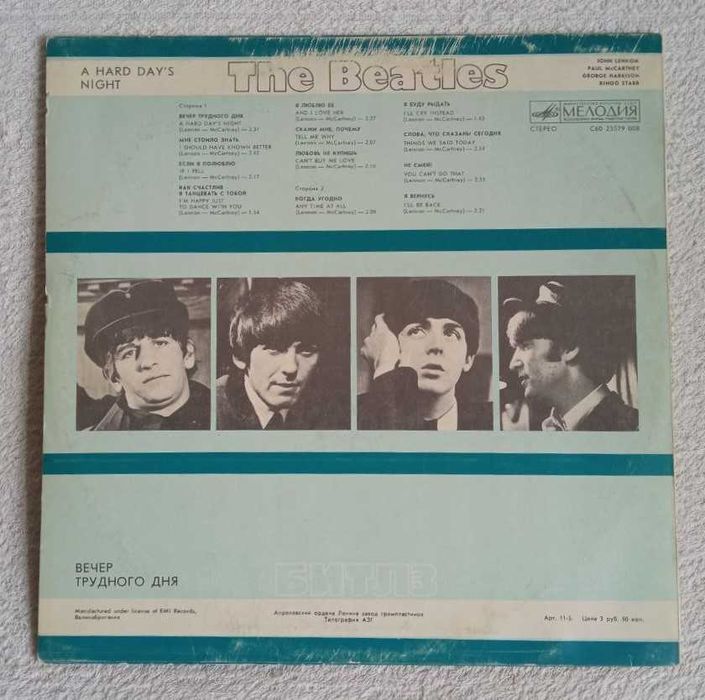 A HARD DAY'S
NIGHT
The Beatles
JOHN LENNON
PAUL McCARTNEY
GEORGE HARRISON
RINGO STARR
МЕЛОДИЯ
СТЕРЕО
С60 23579 008
Сторона 1
ВЕЧЕР ТРУДНОГО ДНЯ
A HARD DAY'S NIGHT
(Lennon — McCartney) — 2.31
МНЕ СТОИЛО ЗНАТЬ
I SHOULD HAVE KNOWN BETTER
(Lennon — McCartney) — 2.42
ЕСЛИ Я ПОЛЮБЛЮ
IF I FELL
(Lennon — McCartney) — 2.17
КАК СЧАСТЛИВ
Я ТАНЦЕВАТЬ С ТОБОЙ
I'M HAPPY JUST
TO DANCE WITH YOU
(Lennon — McCartney) — 1.54
Я ЛЮБЛЮ ЕЕ
AND I LOVE HER
(Lennon — McCartney) — 2.27
СКАЖИ МНЕ, ПОЧЕМУ
TELL ME WHY
(Lennon — McCartney) — 2.07
ЛЮБОВЬ НЕ КУПИШЬ
CAN'T BUY ME LOVE
(Lennon — McCartney) — 2.10
Сторона 2
КОГДА УГОДНО
ANY TIME AT ALL
(Lennon — McCartney) — 2.09
Я БУДУ РЫДАТЬ
I'LL CRY INSTEAD
(Lennon — McCartney) — 1.43
СЛОВА, ЧТО СКАЗАНЫ СЕГОДНЯ
THINGS WE SAID TODAY
(Lennon — McCartney) — 2.34
НЕ СМЕЙ!
YOU CAN'T DO THAT
(Lennon — McCartney) — 2.33
Я ВЕРНУСЬ
I'LL BE BACK
(Lennon — McCartney) — 2.21
ВЕЧЕР
ТРУДНОГО ДНЯ
БИТЛЗ
Manufactured under license of EMI Records,
Великобритания
Апрелевский ордена Ленина завод грампластинок
Типография АЗГ
Арт. 11-5. Цена 3 руб. 50 коп.